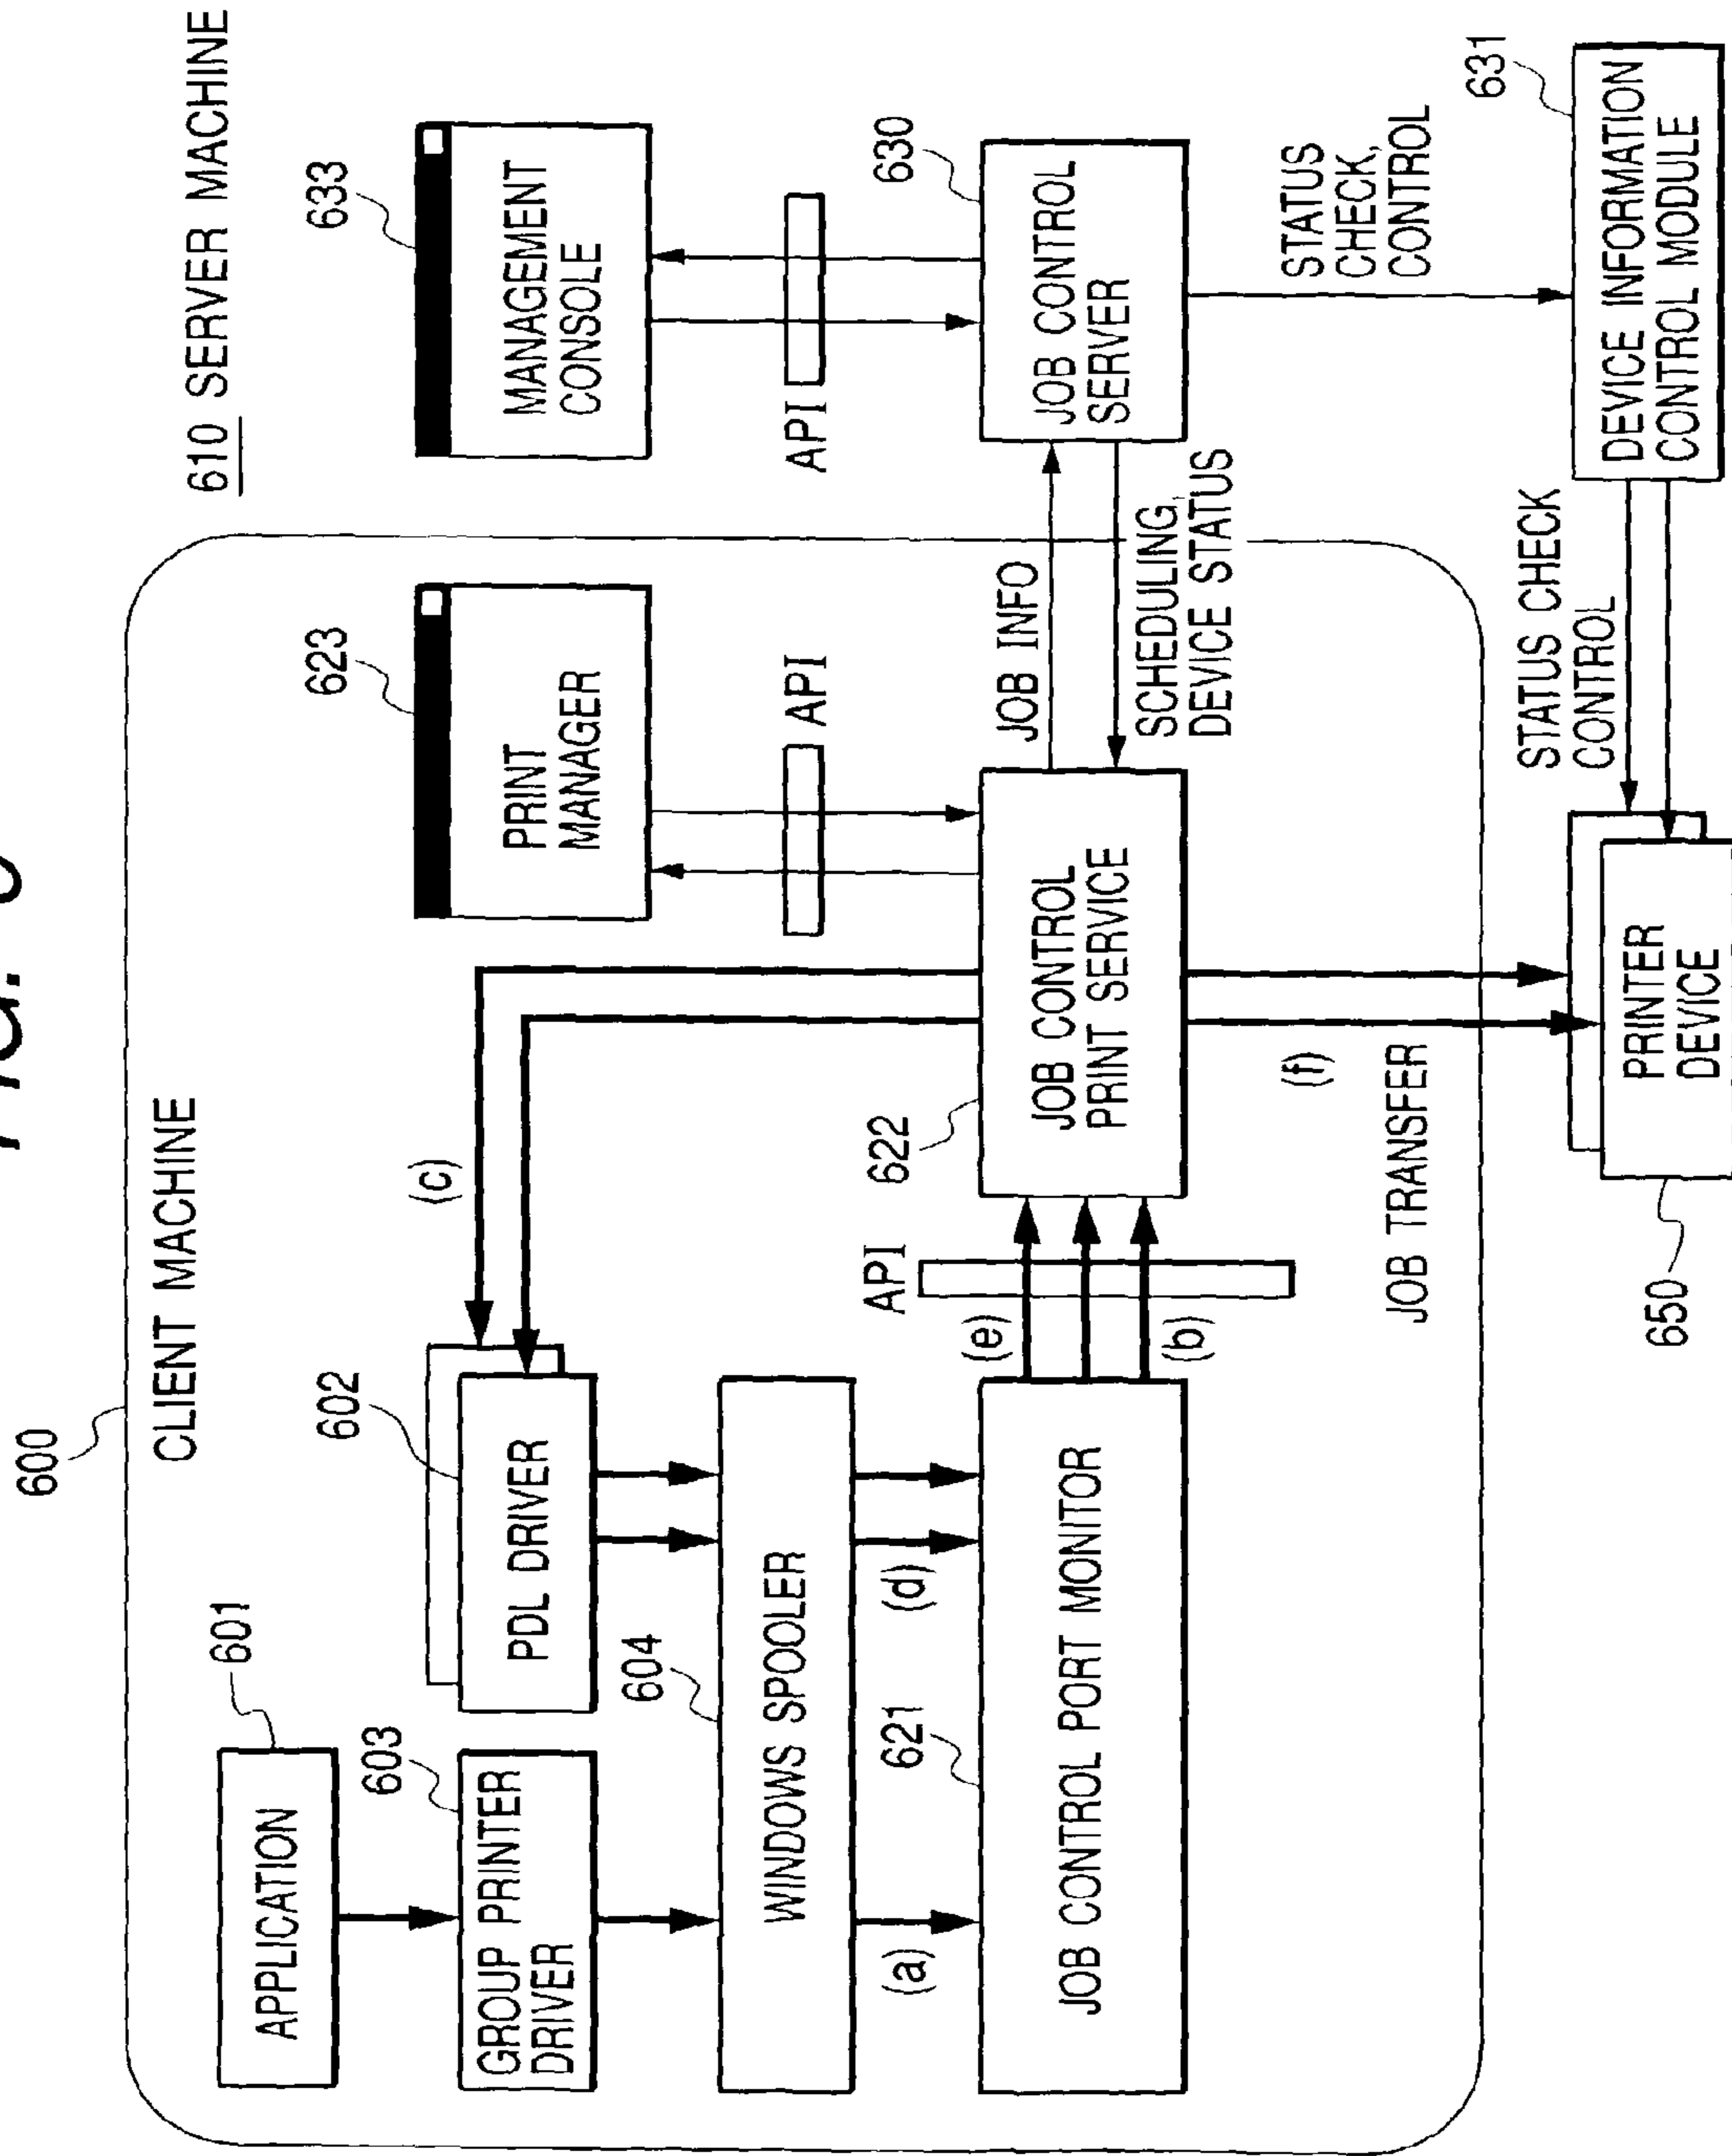 FIG.
600
CLIENT MACHINE
610 SERVER MACHINE
601
APPLICATION
602
623
633
(c)
603
GROUP PRINTER
DRIVER
PDL DRIVER
PRINT
MANAGER
MANAGEMENT
CONSOLE
604
WINDOWS SPOOLER
API
API
(a)
621
(d)
API
622
630
(e)
(b)
JOB CONTROL PORT MONITOR
JOB CONTROL
PRINT SERVICE
JOB INFO
SCHEDULING,
DEVICE STATUS
JOB CONTROL
SERVER
(f)
STATUS
CHECK,
CONTROL
JOB TRANSFER
631
STATUS CHECK
CONTROL
650
PRINTER
DEVICE
DEVICE INFORMATION
CONTROL MODULE